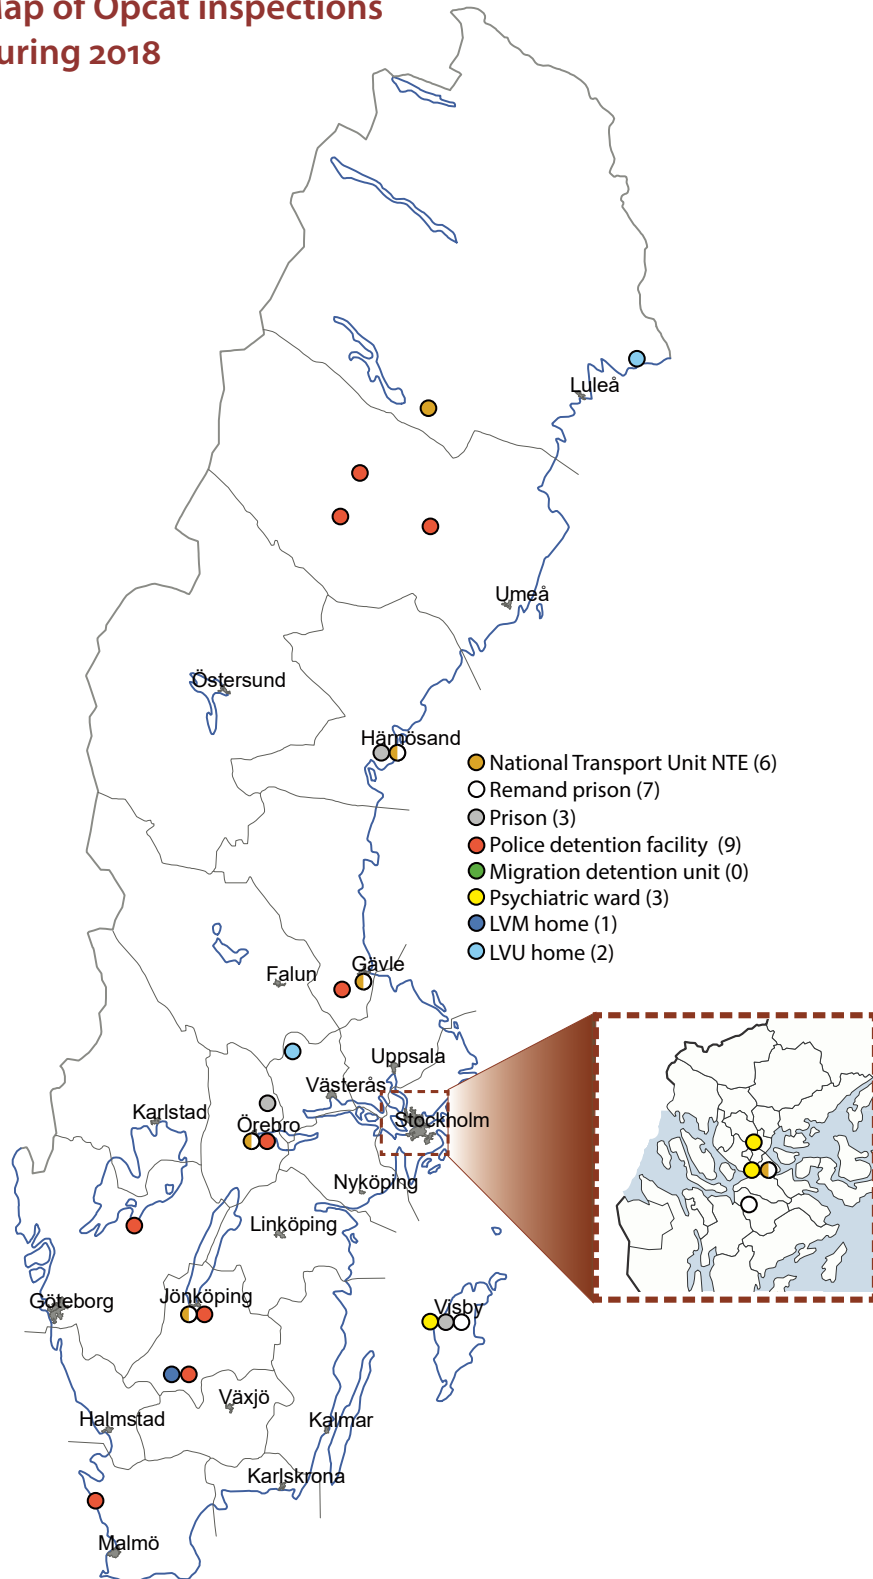 Map of Opcat inspections
during 2018
Luleå
Umeå
Östersund
Härnösand
National Transport Unit NTE (6)
Remand prison (7)
Prison (3)
Police detention facility (9)
Migration detention unit (0)
Psychiatric ward (3)
LVM home (1)
LVU home (2)
Gävle
Falun
Uppsala
Västerås
Karlstad
Örebro
Stockholm
Nyköping
Linköping
Jönköping
Göteborg
Visby
Växjö
Halmstad
Kalmar
Karlskrona
Malmö